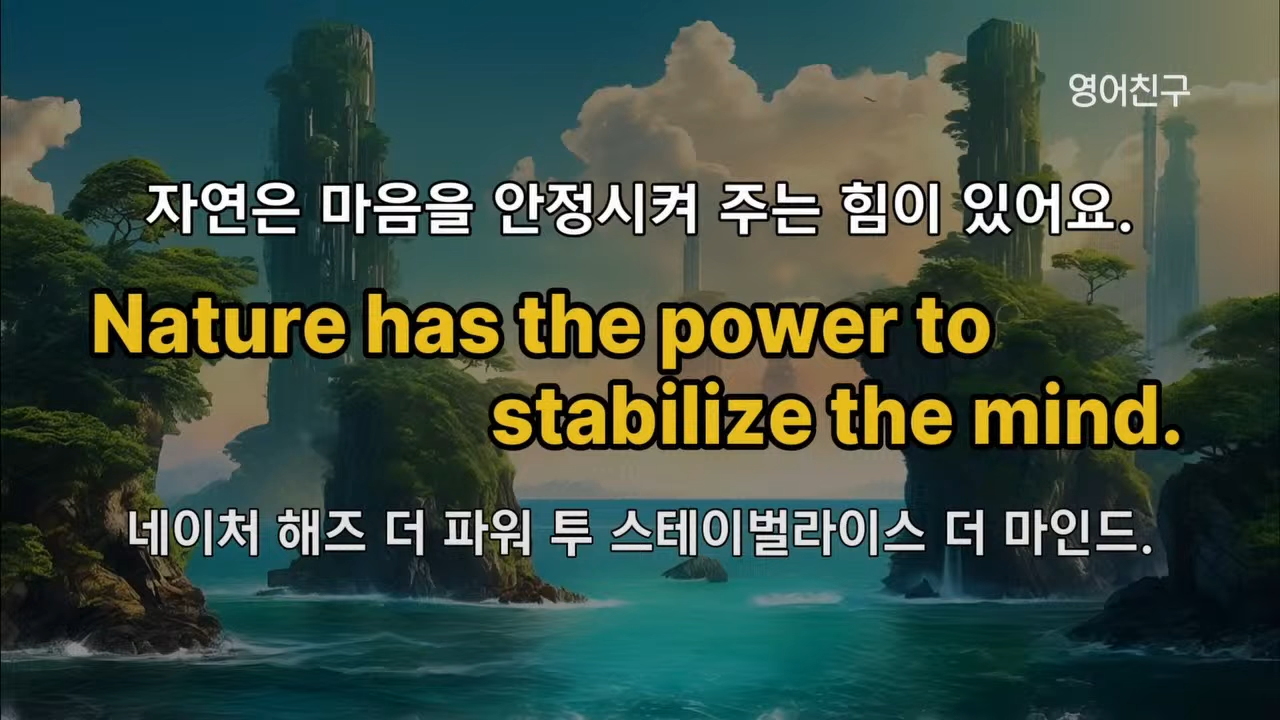 영어친구
자연은 마음을 안정시켜 주는 힘이 있어요.
Nature has the power to
stabilize the mind.
네이처 해즈 더 파워 투 스테이벌라이스 더 마인드.